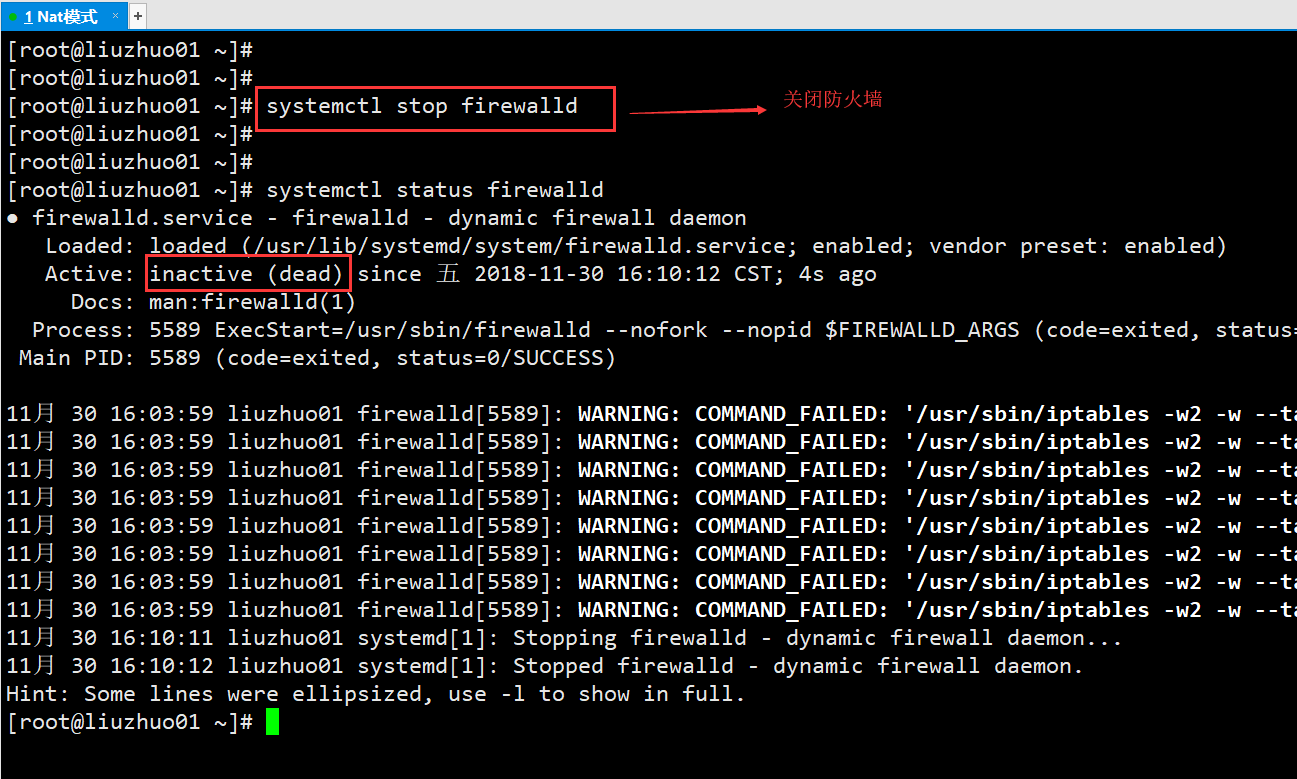 1 Nat模式 × +
[root@liuzhuo01 ~]#
[root@liuzhuo01 ~]#
[root@liuzhuo01 ~]# systemctl stop firewalld 关闭防火墙
[root@liuzhuo01 ~]#
[root@liuzhuo01 ~]#
[root@liuzhuo01 ~]# systemctl status firewalld
● firewalld.service - firewalld - dynamic firewall daemon
Loaded: loaded (/usr/lib/systemd/system/firewalld.service; enabled; vendor preset: enabled)
Active: inactive (dead) since 五 2018-11-30 16:10:12 CST; 4s ago
Docs: man:firewalld(1)
Process: 5589 ExecStart=/usr/sbin/firewalld --nofork --nopid $FIREWALLD_ARGS (code=exited, status=
Main PID: 5589 (code=exited, status=0/SUCCESS)
11月 30 16:03:59 liuzhuo01 firewalld[5589]: WARNING: COMMAND_FAILED: '/usr/sbin/iptables -w2 -w --ta
11月 30 16:03:59 liuzhuo01 firewalld[5589]: WARNING: COMMAND_FAILED: '/usr/sbin/iptables -w2 -w --ta
11月 30 16:03:59 liuzhuo01 firewalld[5589]: WARNING: COMMAND_FAILED: '/usr/sbin/iptables -w2 -w --ta
11月 30 16:03:59 liuzhuo01 firewalld[5589]: WARNING: COMMAND_FAILED: '/usr/sbin/iptables -w2 -w --ta
11月 30 16:03:59 liuzhuo01 firewalld[5589]: WARNING: COMMAND_FAILED: '/usr/sbin/iptables -w2 -w --ta
11月 30 16:03:59 liuzhuo01 firewalld[5589]: WARNING: COMMAND_FAILED: '/usr/sbin/iptables -w2 -w --ta
11月 30 16:03:59 liuzhuo01 firewalld[5589]: WARNING: COMMAND_FAILED: '/usr/sbin/iptables -w2 -w --ta
11月 30 16:03:59 liuzhuo01 firewalld[5589]: WARNING: COMMAND_FAILED: '/usr/sbin/iptables -w2 -w --ta
11月 30 16:10:11 liuzhuo01 systemd[1]: Stopping firewalld - dynamic firewall daemon...
11月 30 16:10:12 liuzhuo01 systemd[1]: Stopped firewalld - dynamic firewall daemon.
Hint: Some lines were ellipsized, use -l to show in full.
[root@liuzhuo01 ~]#